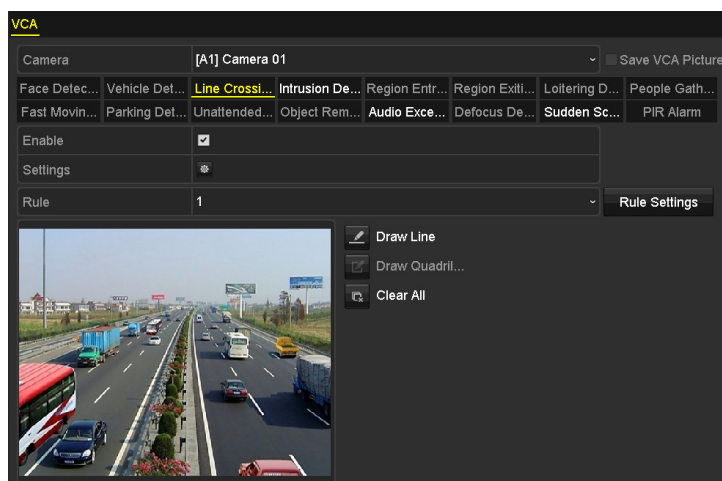 VCA
Camera [A1] Camera 01 Save VCA Picture
Face Detec... Vehicle Det... Line Crossi... Intrusion De... Region Entr... Region Exiti... Loitering D... People Gath...
Fast Movin... Parking Det... Unattended... Object Rem... Audio Exce... Defocus De... Sudden Sc... PIR Alarm
Enable
Settings
Rule 1 Rule Settings
Draw Line
Draw Quadril...
Clear All